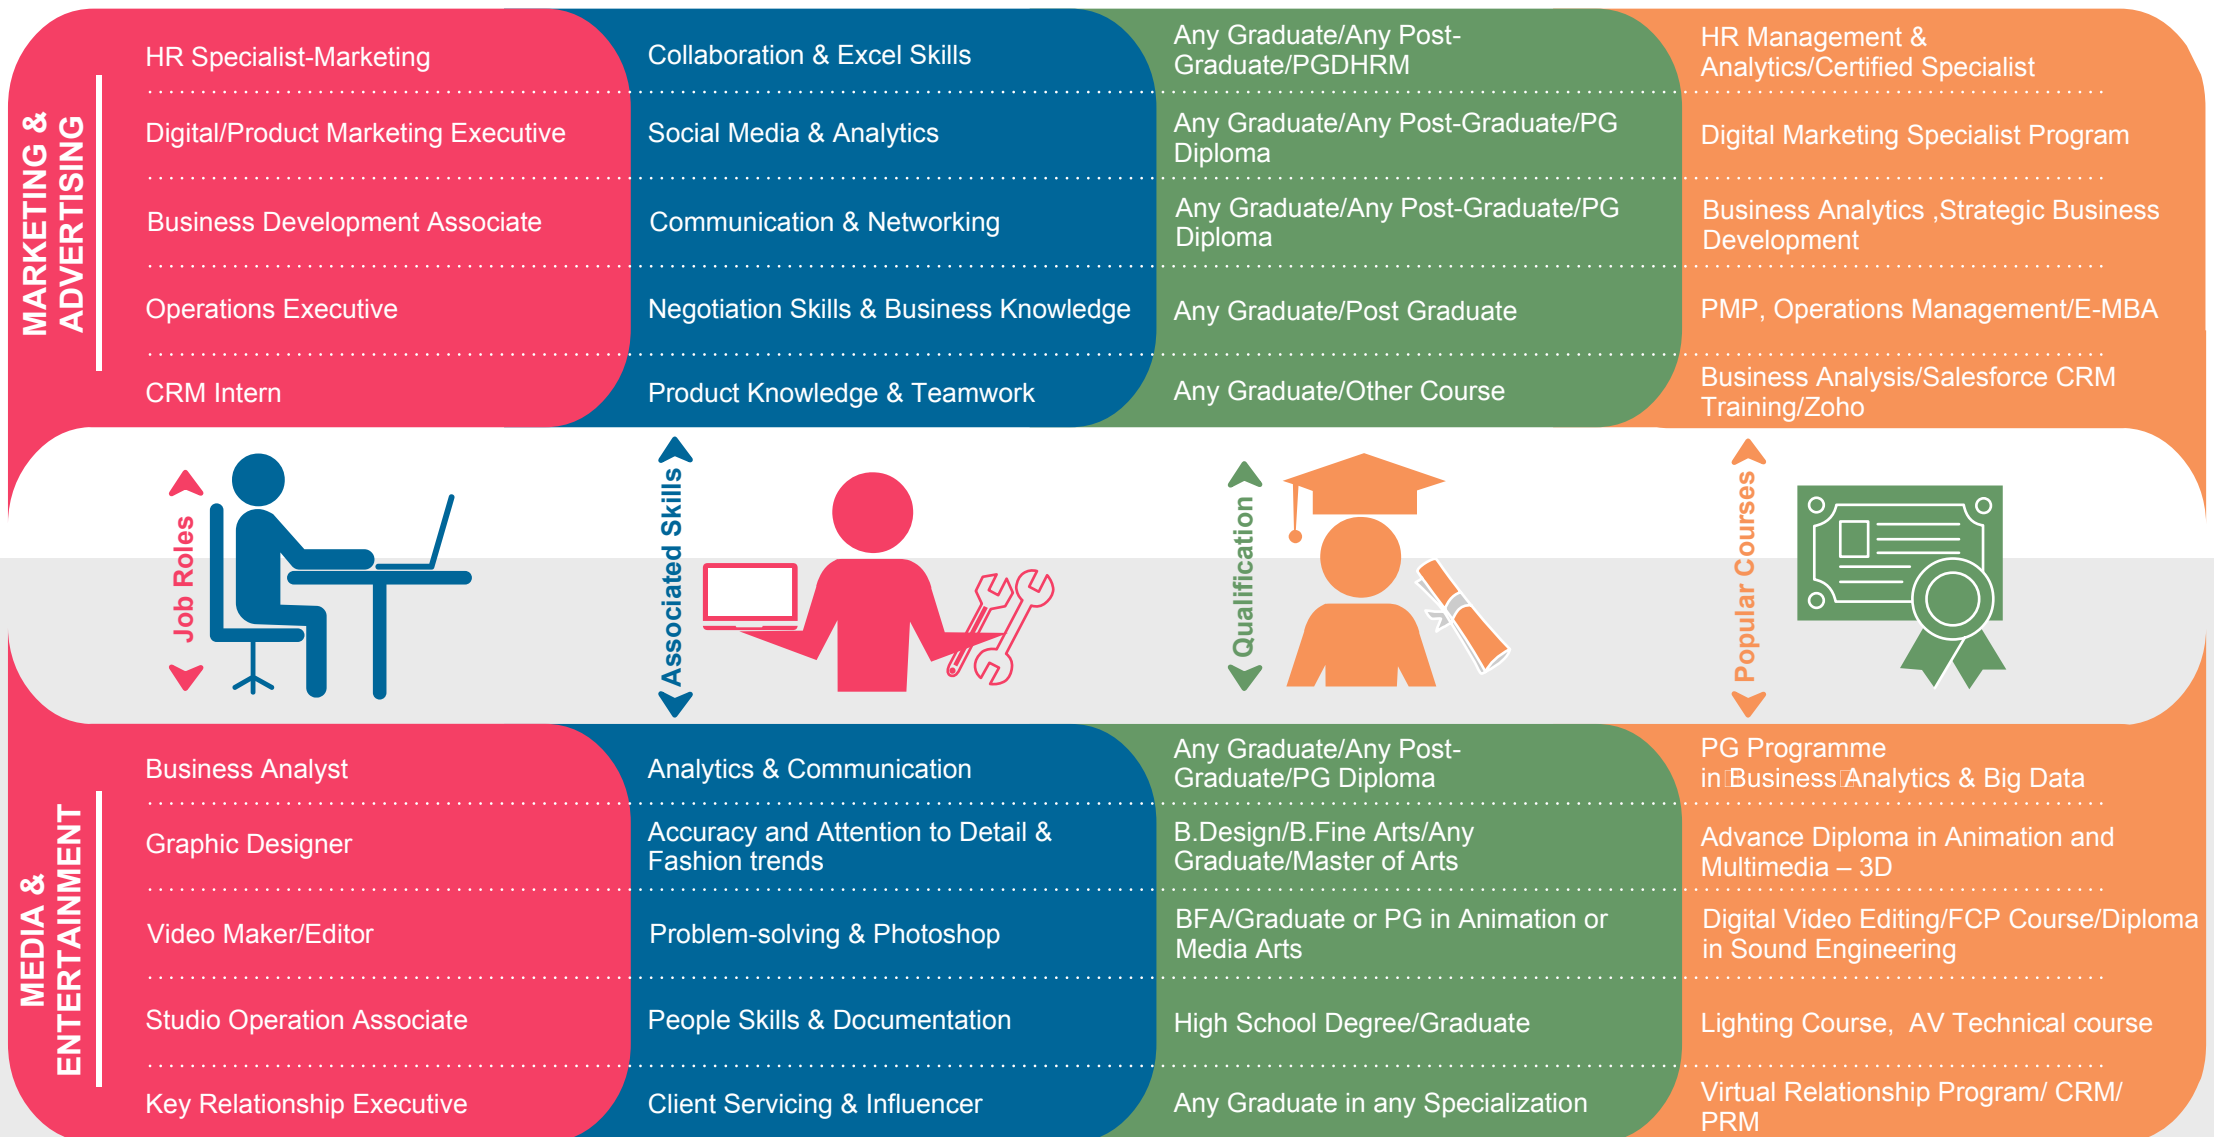 MARKETING &
ADVERTISING
HR Specialist-Marketing
Collaboration & Excel Skills
Any Graduate/Any Post-
Graduate/PGDHRM
HR Management &
Analytics/Certified Specialist
Digital/Product Marketing Executive
Social Media & Analytics
Any Graduate/Any Post-Graduate/PG
Diploma
Digital Marketing Specialist Program
Business Development Associate
Communication & Networking
Any Graduate/Any Post-Graduate/PG
Diploma
Business Analytics ,Strategic Business
Development
Operations Executive
Negotiation Skills & Business Knowledge
Any Graduate/Post Graduate
PMP, Operations Management/E-MBA
CRM Intern
Product Knowledge & Teamwork
Any Graduate/Other Course
Business Analysis/Salesforce CRM
Training/Zoho
Job Roles
Associated Skills
Qualification
Popular Courses
MEDIA &
ENTERTAINMENT
Business Analyst
Analytics & Communication
Any Graduate/Any Post-
Graduate/PG Diploma
PG Programme
in Business Analytics & Big Data
Graphic Designer
Accuracy and Attention to Detail &
Fashion trends
B.Design/B.Fine Arts/Any
Graduate/Master of Arts
Advance Diploma in Animation and
Multimedia – 3D
Video Maker/Editor
Problem-solving & Photoshop
BFA/Graduate or PG in Animation or
Media Arts
Digital Video Editing/FCP Course/Diploma
in Sound Engineering
Studio Operation Associate
People Skills & Documentation
High School Degree/Graduate
Lighting Course, AV Technical course
Key Relationship Executive
Client Servicing & Influencer
Any Graduate in any Specialization
Virtual Relationship Program/ CRM/
PRM